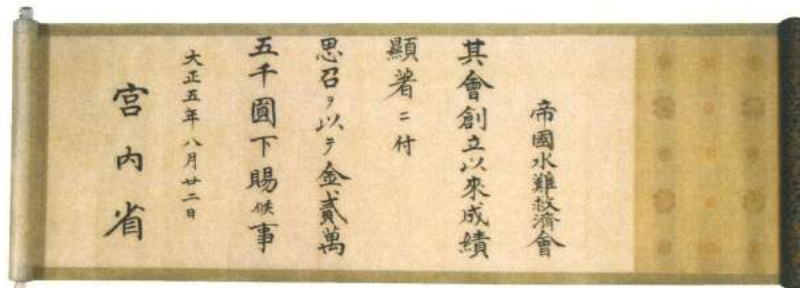 帝國水難救濟會
其會創立以來成績
顯著ニ付
思召ヲ以テ金貳萬
五千圓下賜候事
大正五年八月廿二日
宮内省